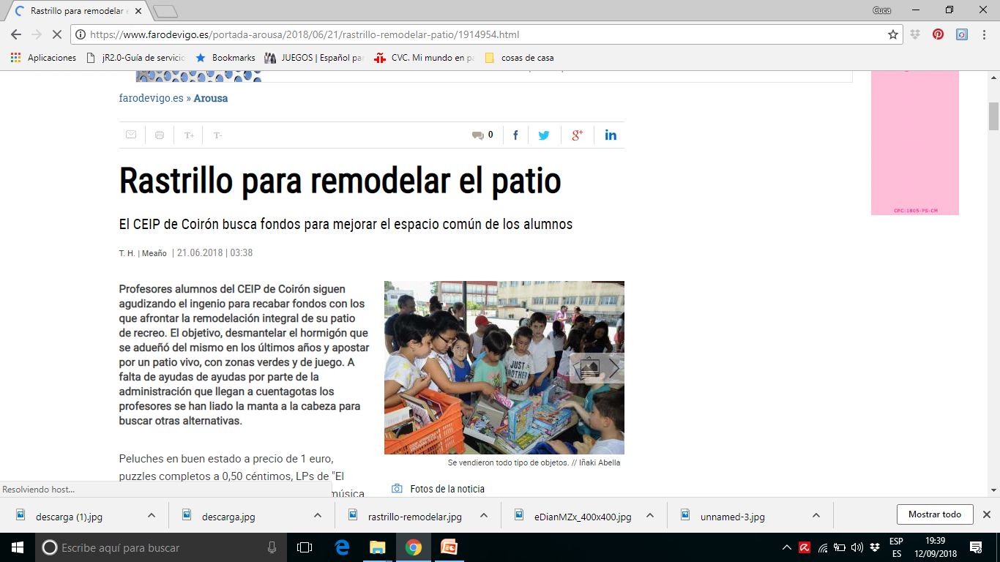 Rastrillo para remodelar e
Cuca
https://www.farodevigo.es/portada-arousa/2018/06/21/rastrillo-remodelar-patio/1914954.html
Aplicaciones
jR2.0-Guía de servicio
Bookmarks
JUEGOS | Español par
CVC. Mi mundo en pa
cosas de casa
farodevigo.es » Arousa
T+
T-
0
f
g+
in
CPC:1805-PS-CM
Rastrillo para remodelar el patio
El CEIP de Coirón busca fondos para mejorar el espacio común de los alumnos
T. H. | Meaño | 21.06.2018 | 03:38
Profesores alumnos del CEIP de Coirón siguen
agudizando el ingenio para recabar fondos con los
que afrontar la remodelación integral de su patio
de recreo. El objetivo, desmantelar el hormigón que
se adueñó del mismo en los últimos años y apostar
por un patio vivo, con zonas verdes y de juego. A
falta de ayudas de ayudas por parte de la
administración que llegan a cuentagotas los
profesores se han liado la manta a la cabeza para
buscar otras alternativas.
JUST
ANOTHER
Se vendieron todo tipo de objetos. // Iñaki Abella
Fotos de la noticia
Peluches en buen estado a precio de 1 euro,
puzzles completos a 0,50 céntimos, LPs de "El
música
Resolviendo host...
descarga (1).jpg
descarga.jpg
rastrillo-remodelar.jpg
eDianMZx_400x400.jpg
unnamed-3.jpg
Mostrar todo
Escribe aquí para buscar
ESP
ES
19:39
12/09/2018